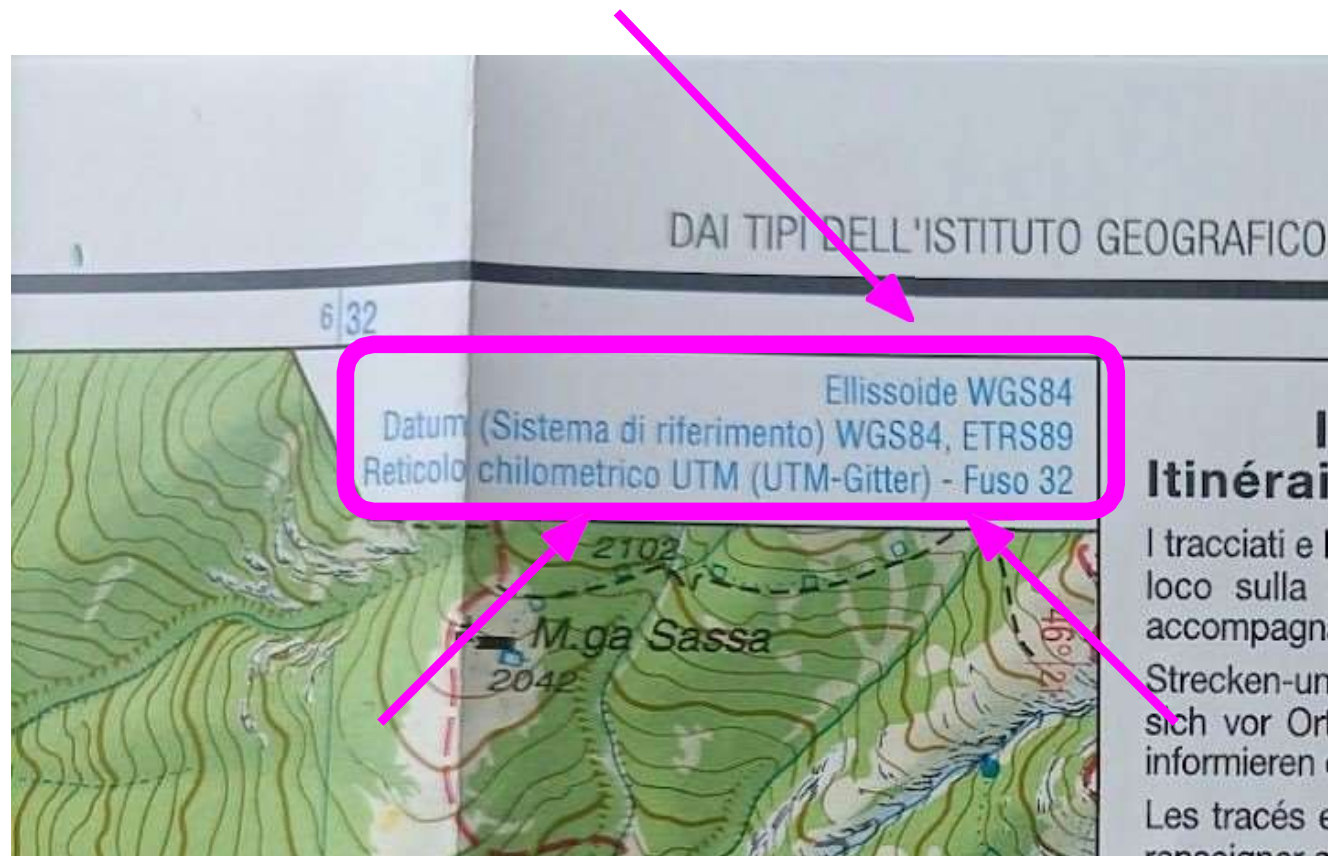 DAI TIPI DELL'ISTITUTO GEOGRAFICO
6 32
Ellissoide WGS84
Datum (Sistema di riferimento) WGS84, ETRS89
Reticolo chilometrico UTM (UTM-Gitter) - Fuso 32
2102
M.ga Sassa
2042
46°
Itinérai
I tracciati e
loco sulla
accompagna
Strecken-un
sich vor Ort
informieren
Les tracés